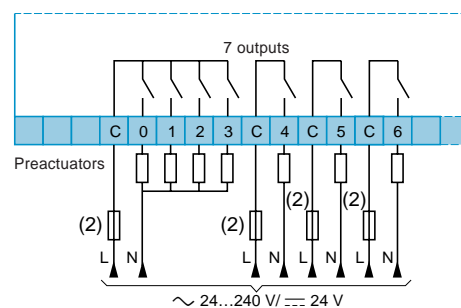 7 outputs
C 0 1 2 3 C 4 C 5 C 6
Preactuators
(2) (2) (2) (2)
L N L N L N L N
∼ 24...240 V/ ⎓ 24 V